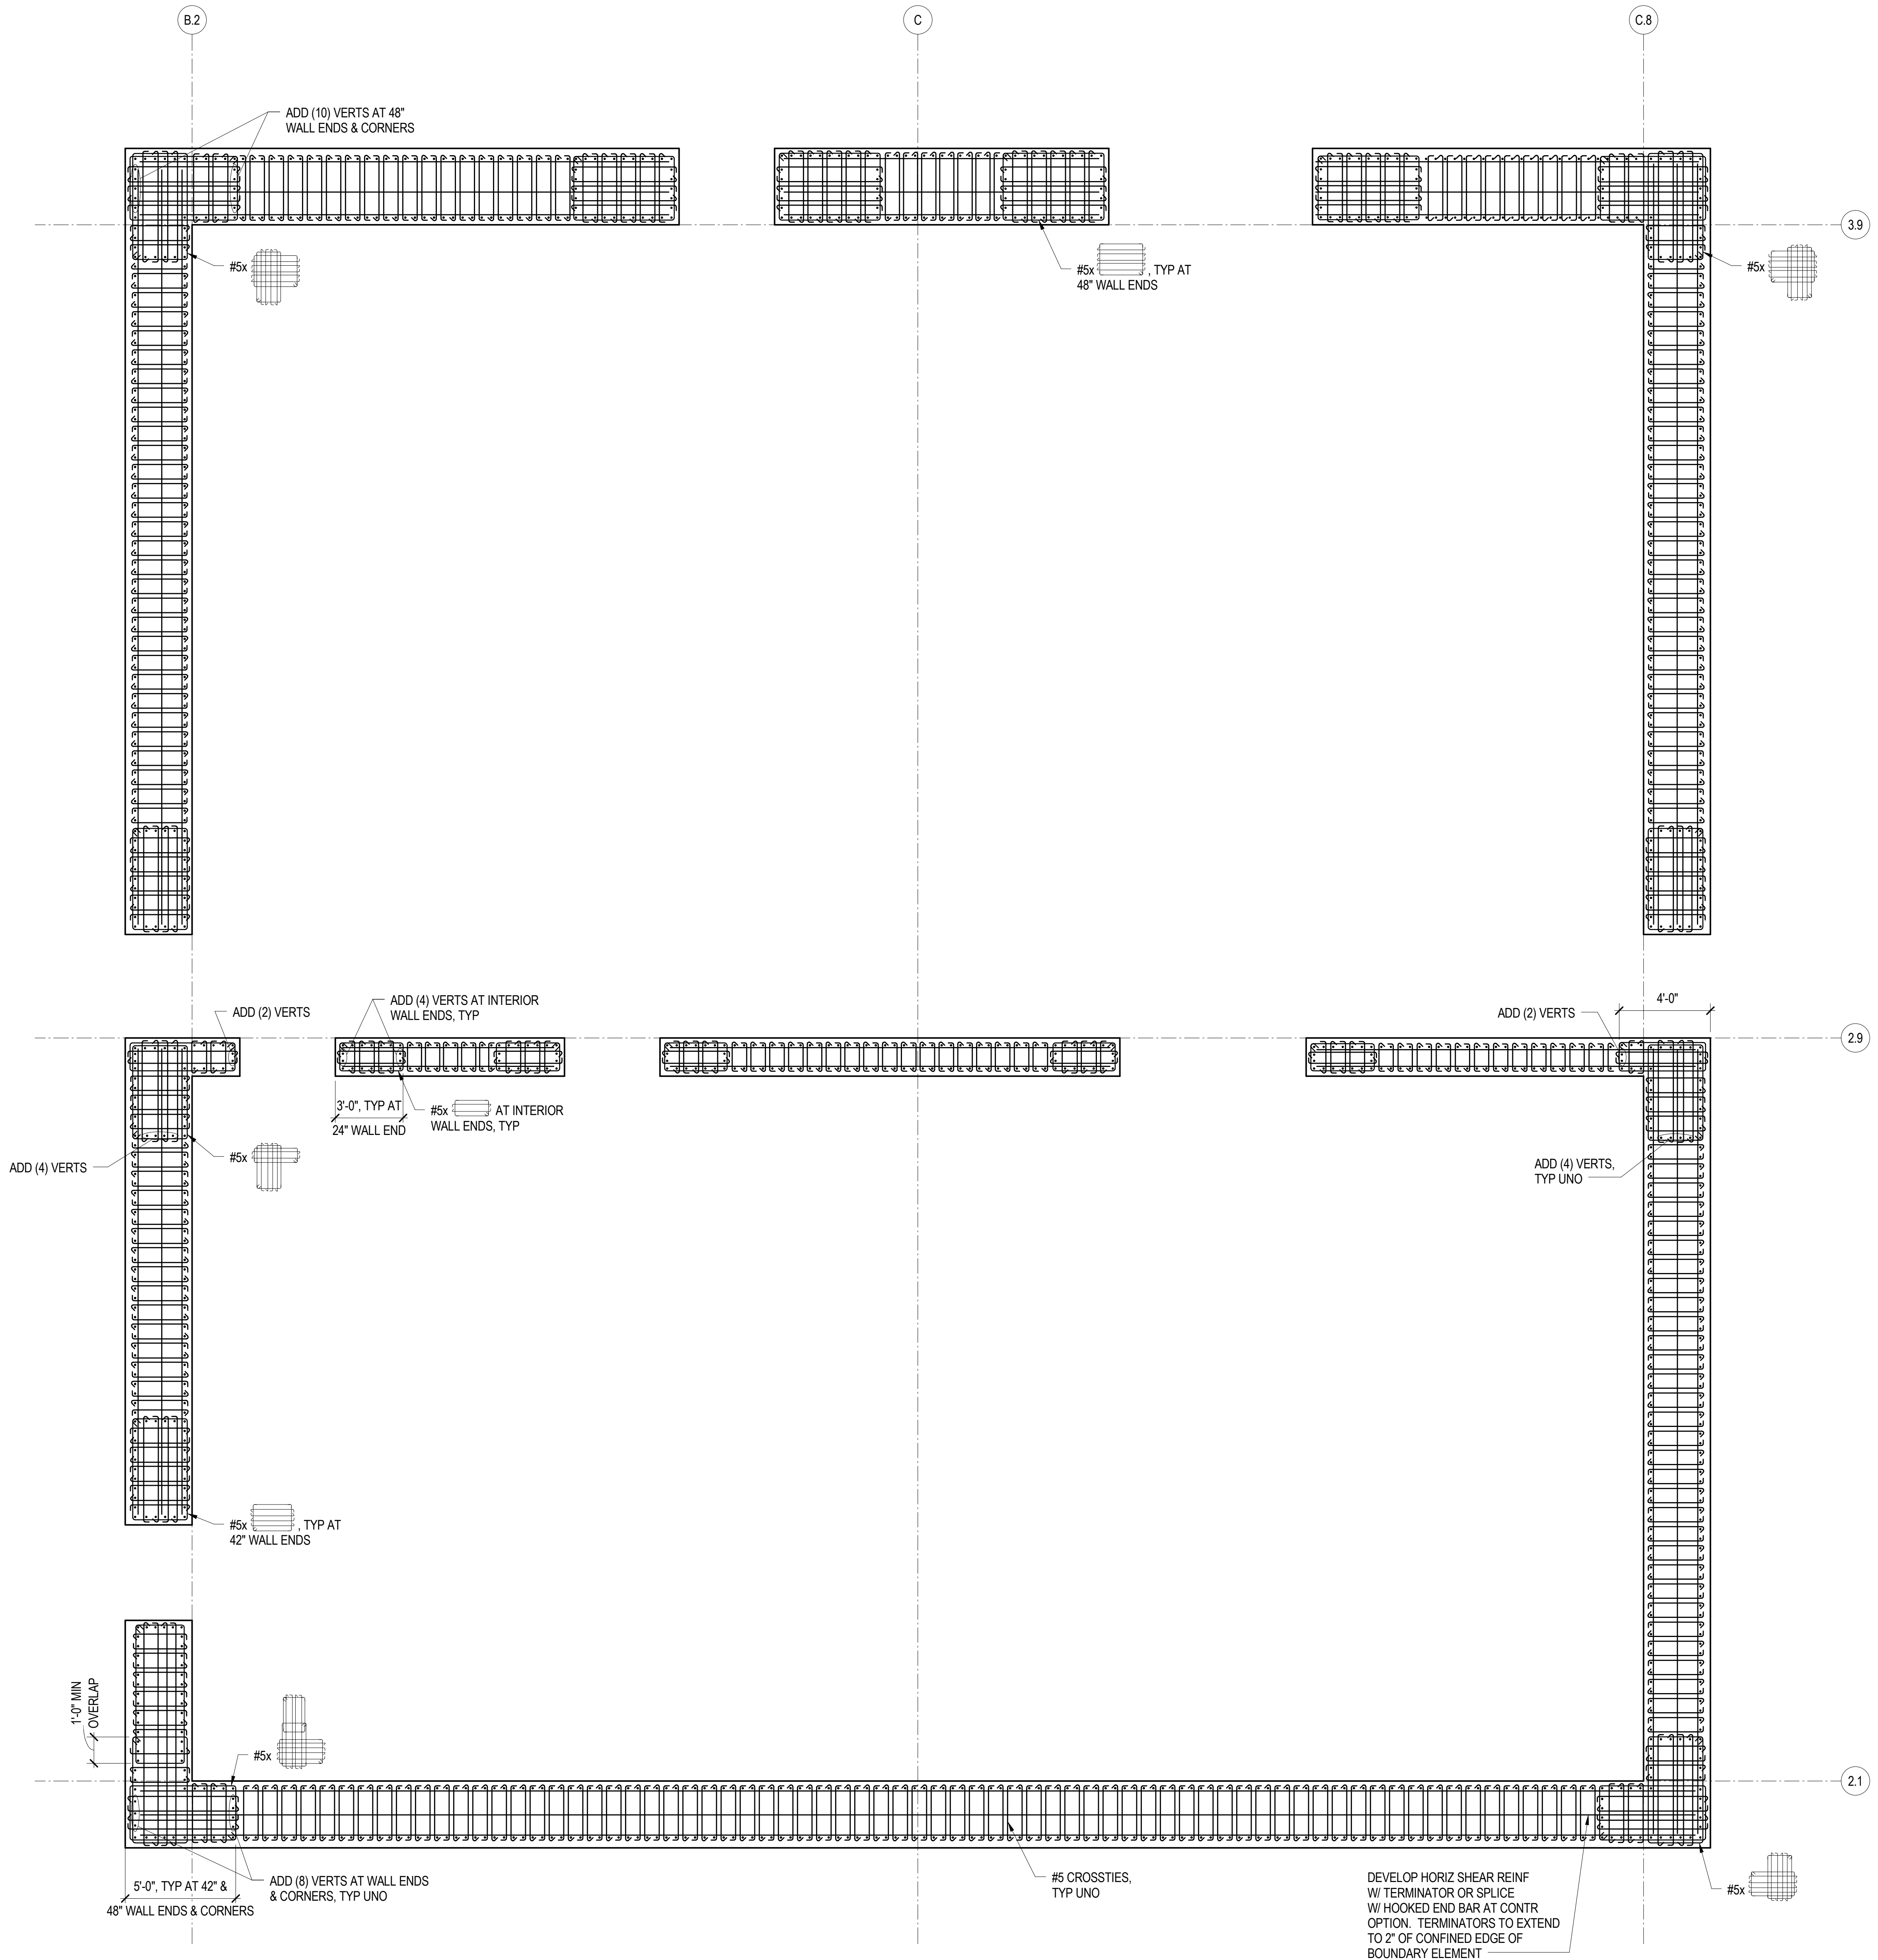 B.2
C
C.8
ADD (10) VERTS AT 48"
WALL ENDS & CORNERS
3.9
#5x
#5x , TYP AT
48" WALL ENDS
#5x
4'-0"
ADD (2) VERTS
ADD (4) VERTS AT INTERIOR
WALL ENDS, TYP
ADD (2) VERTS
2.9
3'-0", TYP AT
24" WALL END
#5x AT INTERIOR
WALL ENDS, TYP
#5x
ADD (4) VERTS
ADD (4) VERTS,
TYP UNO
#5x , TYP AT
42" WALL ENDS
1'-0" MIN
OVERLAP
#5x
2.1
5'-0", TYP AT 42" &
48" WALL ENDS & CORNERS
ADD (8) VERTS AT WALL ENDS
& CORNERS, TYP UNO
#5 CROSSTIES,
TYP UNO
DEVELOP HORIZ SHEAR REINF
W/ TERMINATOR OR SPLICE
W/ HOOKED END BAR AT CONTR
OPTION. TERMINATORS TO EXTEND
TO 2" OF CONFINED EDGE OF
BOUNDARY ELEMENT
#5x